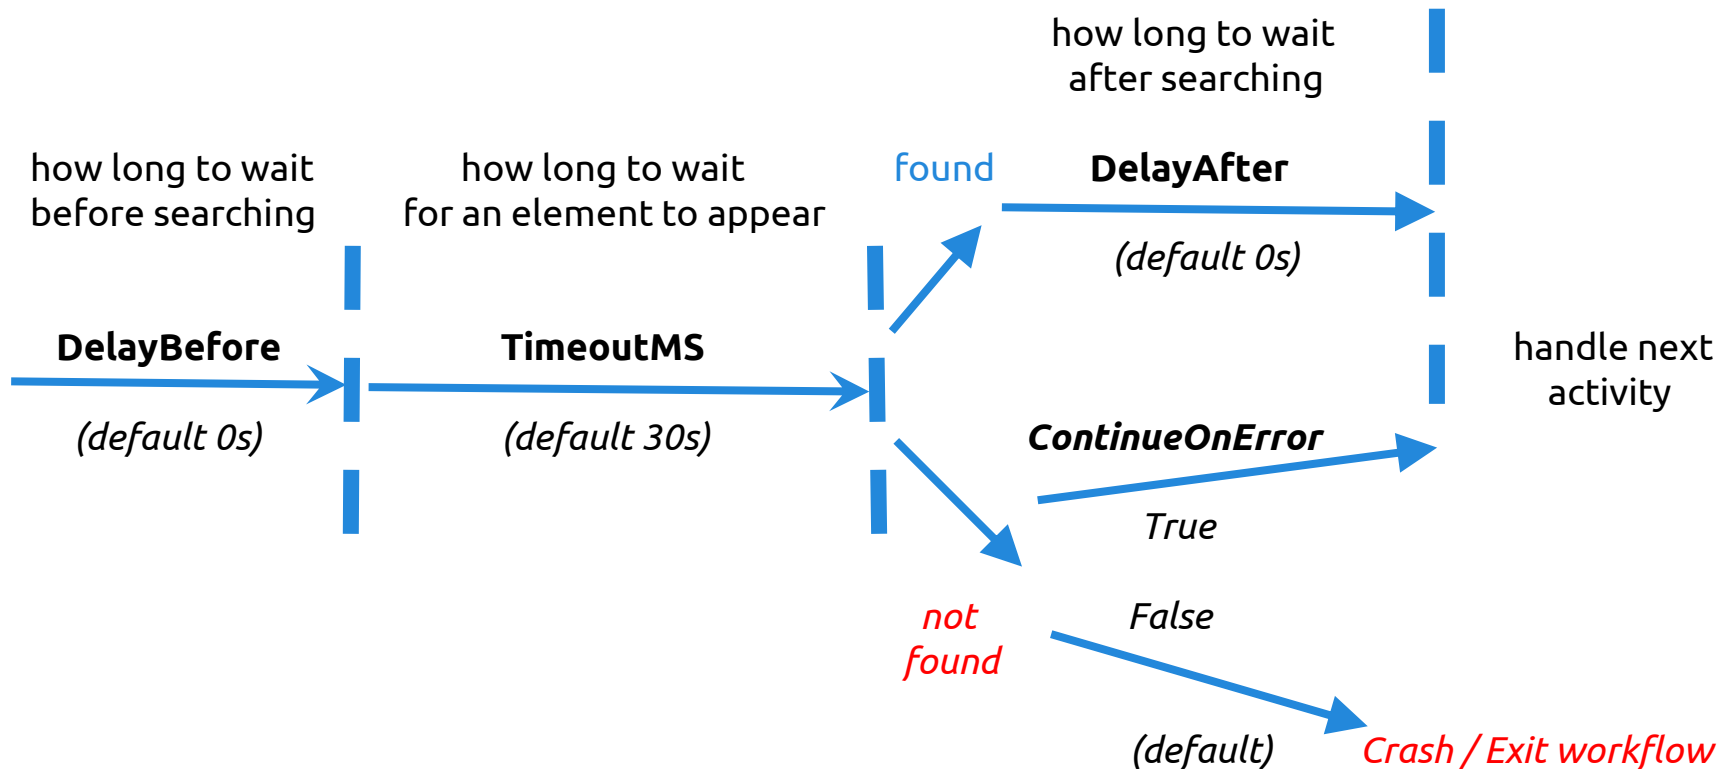 how long to wait
after searching
how long to wait
before searching
how long to wait
for an element to appear
found
DelayAfter
(default 0s)
DelayBefore
(default 0s)
TimeoutMS
(default 30s)
handle next
activity
ContinueOnError
True
not
found
False
(default)
Crash / Exit workflow